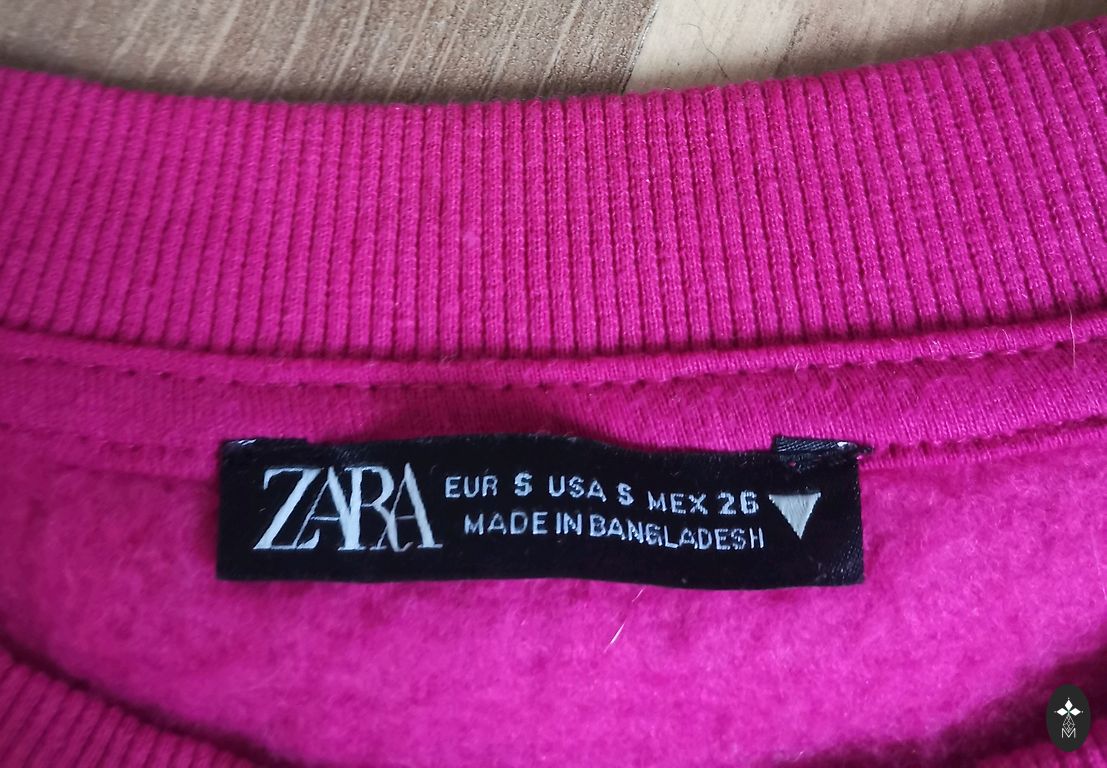 ZARA
EUR S USA S MEX 26
MADE IN BANGLADESH
M